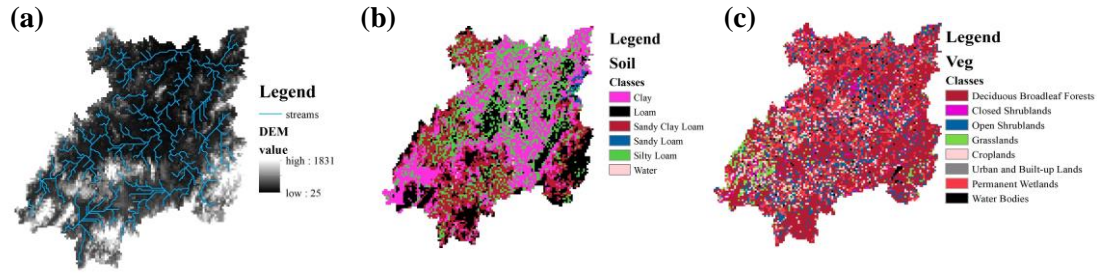 (a)
Legend
streams
DEM
value
high : 1831
low : 25
(b)
Legend
Soil
Classes
Clay
Loam
Sandy Clay Loam
Sandy Loam
Silty Loam
Water
(c)
Legend
Veg
Classes
Deciduous Broadleaf Forests
Closed Shrublands
Open Shrublands
Grasslands
Croplands
Urban and Built-up Lands
Permanent Wetlands
Water Bodies